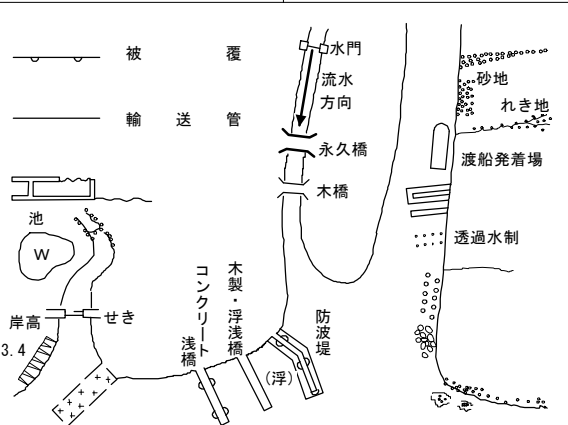 被覆
輸送管
水門
流水
方向
永久橋
木橋
砂地
れき地
渡船発着場
透過水制
池
W
岸高
3.4
せき
コンクリート
浅橋
木製・浮浅橋
防波堤
(浮)